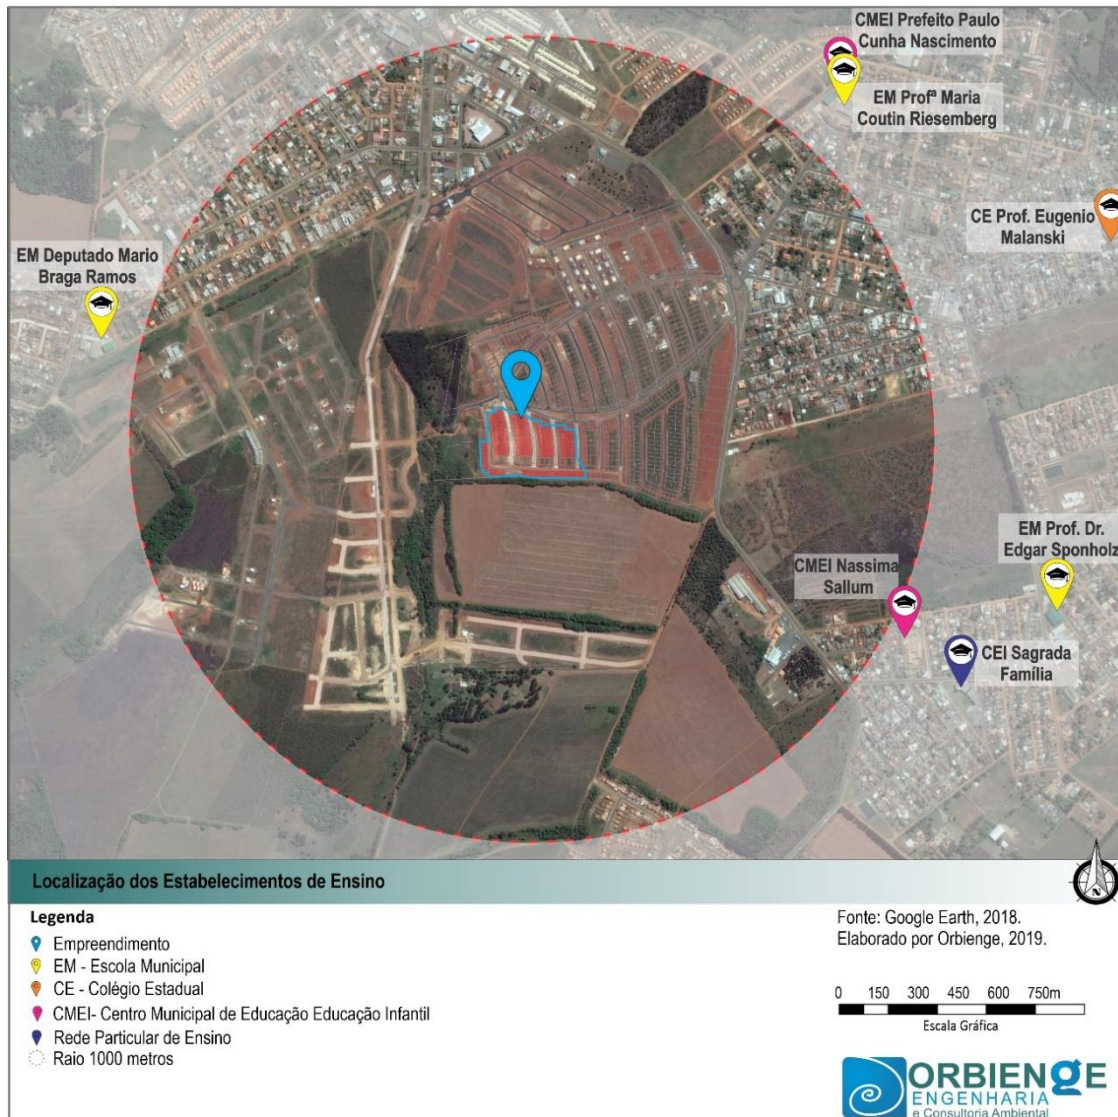 CMEI Prefeito Paulo
Cunha Nascimento
EM Profª Maria
Coutin Riesemberg
CE Prof. Eugenio
Malanski
EM Deputado Mario
Braga Ramos
EM Prof. Dr.
Edgar Sponholz
CMEI Nassima
Sallum
CEI Sagrada
Família
Localização dos Estabelecimentos de Ensino
N
Legenda
Empreendimento
EM - Escola Municipal
CE - Colégio Estadual
CMEI- Centro Municipal de Educação Educação Infantil
Rede Particular de Ensino
Raio 1000 metros
Fonte: Google Earth, 2018.
Elaborado por Orbienge, 2019.
0 150 300 450 600 750m
Escala Gráfica
ORBIENGE
ENGENHARIA
e Consultoria Ambiental